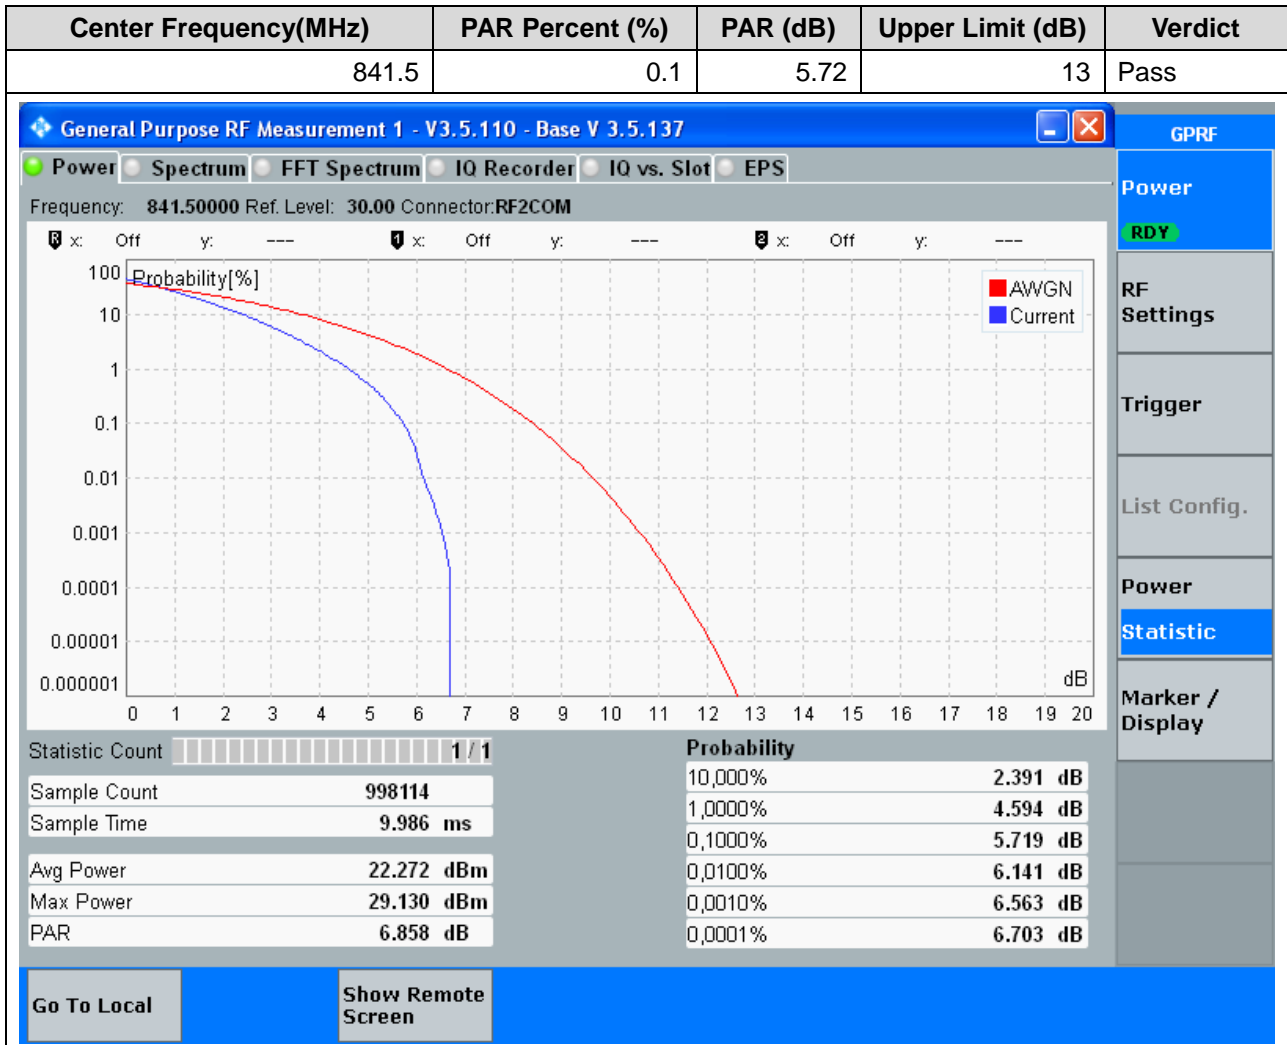 Center Frequency(MHz) PAR Percent (%) PAR (dB) Upper Limit (dB) Verdict
841.5 0.1 5.72 13 Pass
General Purpose RF Measurement 1 - V3.5.110 - Base V 3.5.137
GPRF
Power Spectrum FFT Spectrum IQ Recorder IQ vs. Slot EPS
Power
RDY
Frequency: 841.50000 Ref. Level: 30.00 Connector:RF2COM
R x: Off y: --- 1 x: Off y: --- 2 x: Off y: ---
Probability[%]
AWGN
Current
100
10
1
0.1
0.01
0.001
0.0001
0.00001
0.000001
dB
0 1 2 3 4 5 6 7 8 9 10 11 12 13 14 15 16 17 18 19 20
RF
Settings
Trigger
List Config.
Power
Statistic
Marker /
Display
Statistic Count 1 / 1
Sample Count 998114
Sample Time 9.986 ms
Avg Power 22.272 dBm
Max Power 29.130 dBm
PAR 6.858 dB
Probability
10,000% 2.391 dB
1,0000% 4.594 dB
0,1000% 5.719 dB
0,0100% 6.141 dB
0,0010% 6.563 dB
0,0001% 6.703 dB
Go To Local
Show Remote
Screen